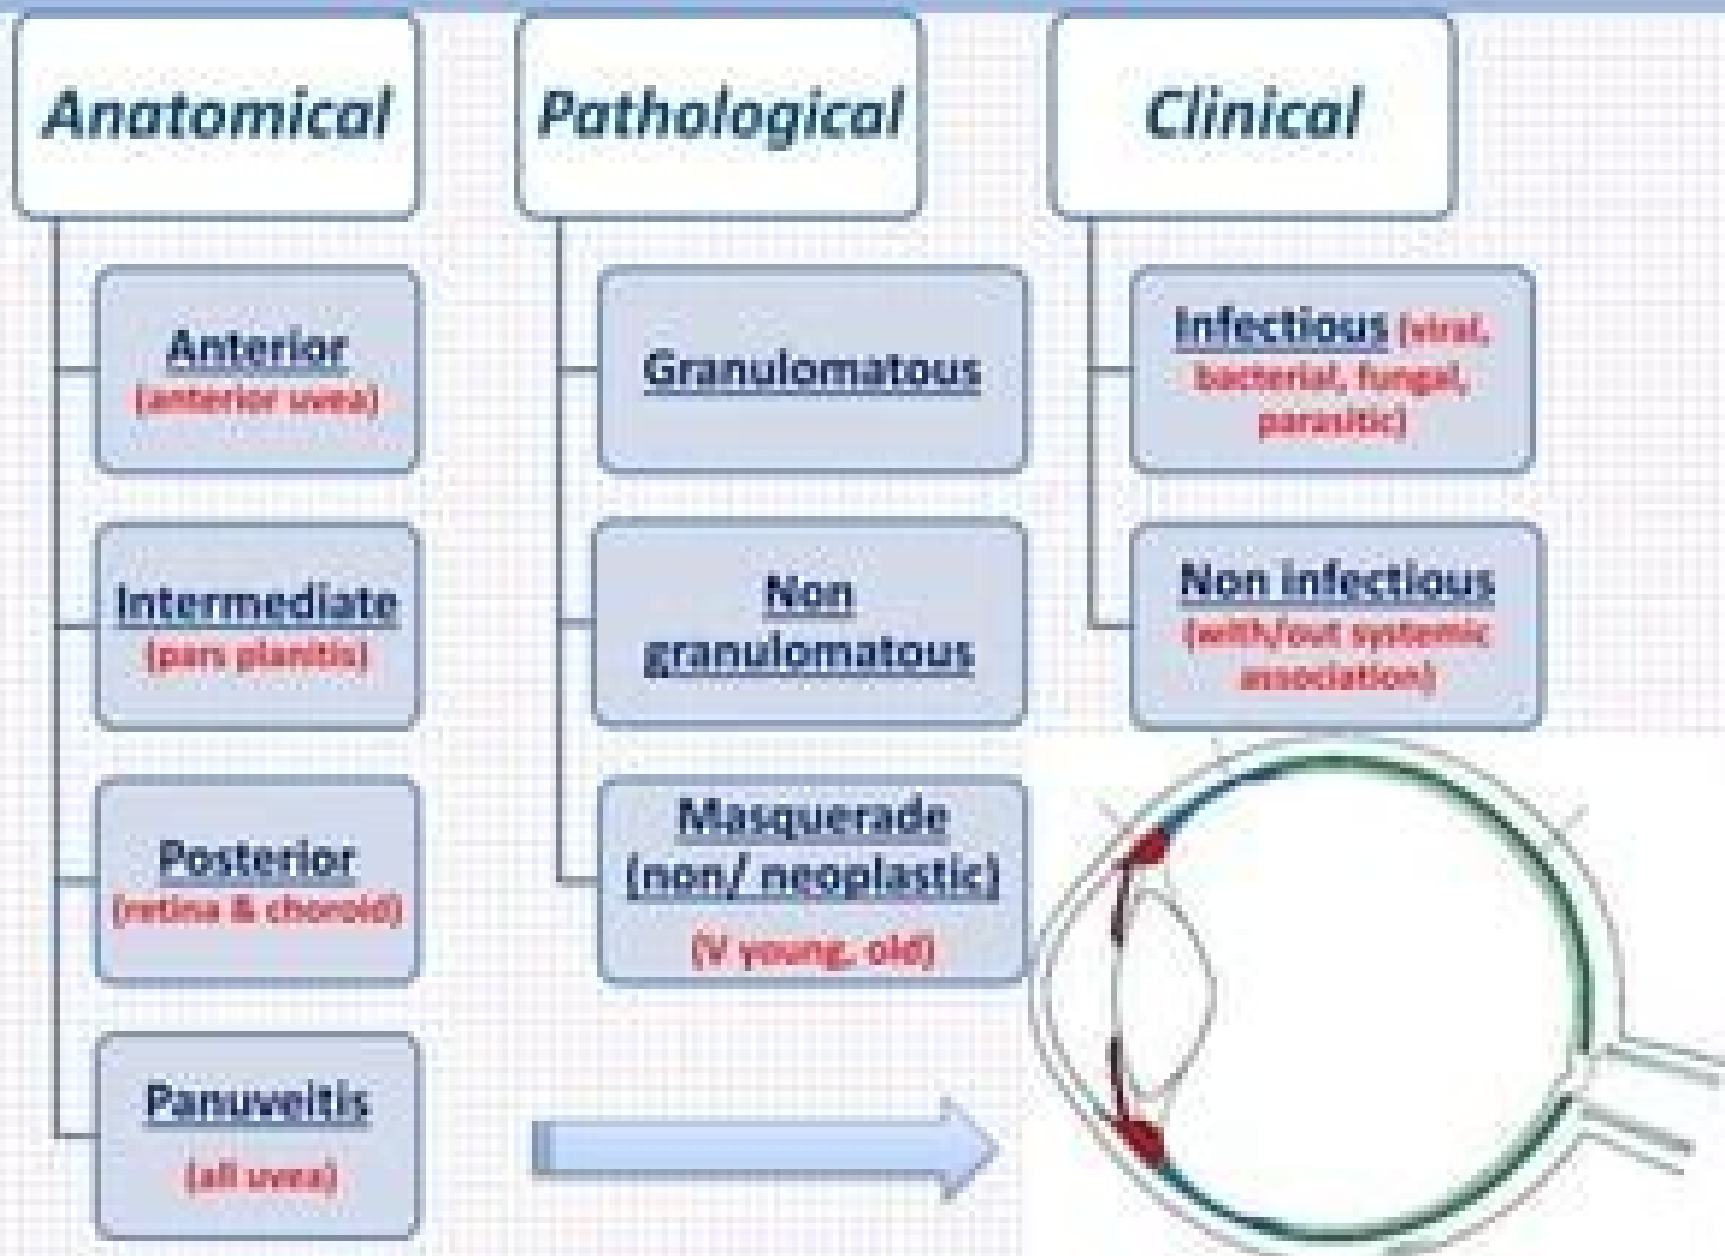 Anatomical
Anterior
(anterior uvea)
Intermediate
(pars planitis)
Posterior
(retina & choroid)
Panuveitis
(all uvea)
Pathological
Granulomatous
Non
granulomatous
Masquerade
(non/ neoplastic)
(V young, old)
Clinical
Infectious (viral,
bacterial, fungal,
parasitic)
Non infectious
(with/out systemic
association)